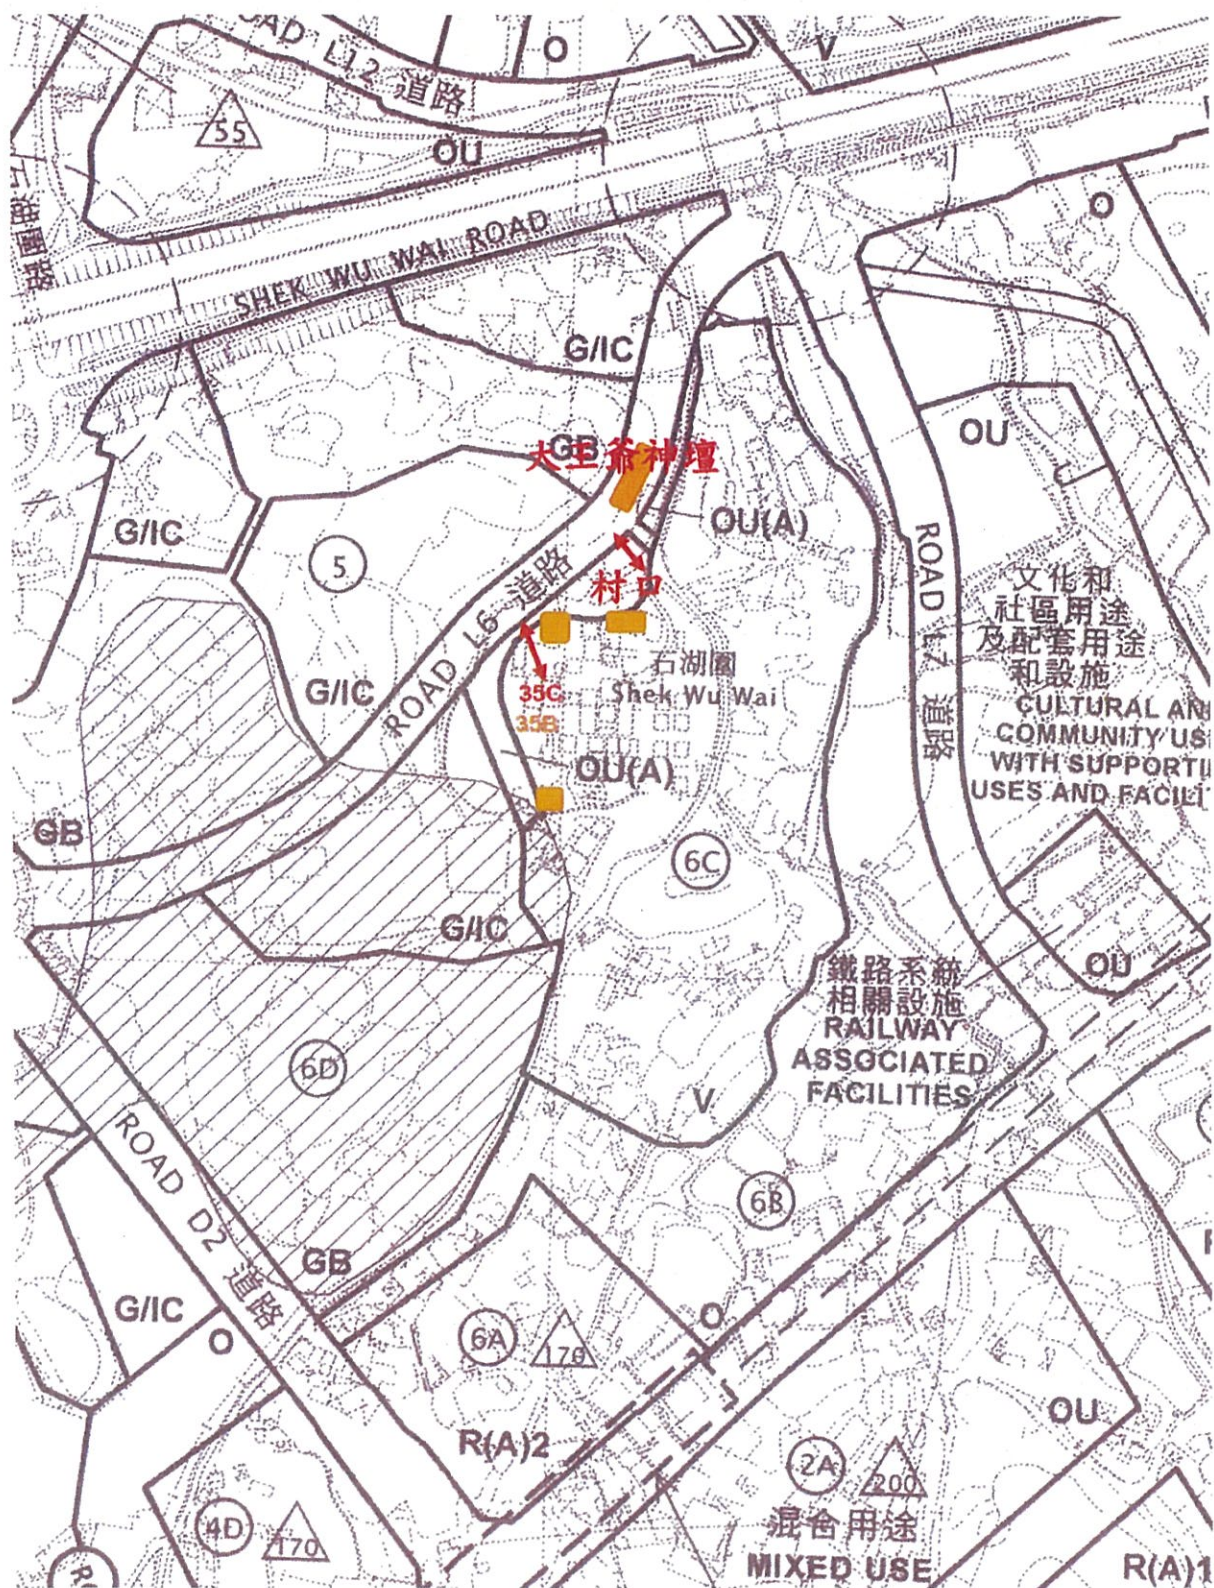 ROAD L12 道路
O
V
55
OU
O
SHEK WU WAI ROAD
G/IC
GB
大王爺神壇
OU
G/IC
5
OU(A)
ROAD L6 道路
村口
ROAD L7 道路
文化和
社區用途
及配套用途
和設施
CULTURAL AN
COMMUNITY US
WITH SUPPORTI
USES AND FACILI
石湖圍
Shek Wu Wai
G/IC
35C
35B
OU(A)
GB
6C
G/IC
OU
鐵路系統
相關設施
RAILWAY
ASSOCIATED
FACILITIES
6D
V
ROAD D2 道路
6B
GB
G/IC
O
6A
170
O
R(A)2
OU
2A
200
混合用途
MIXED USE
4D
170
R(A)1